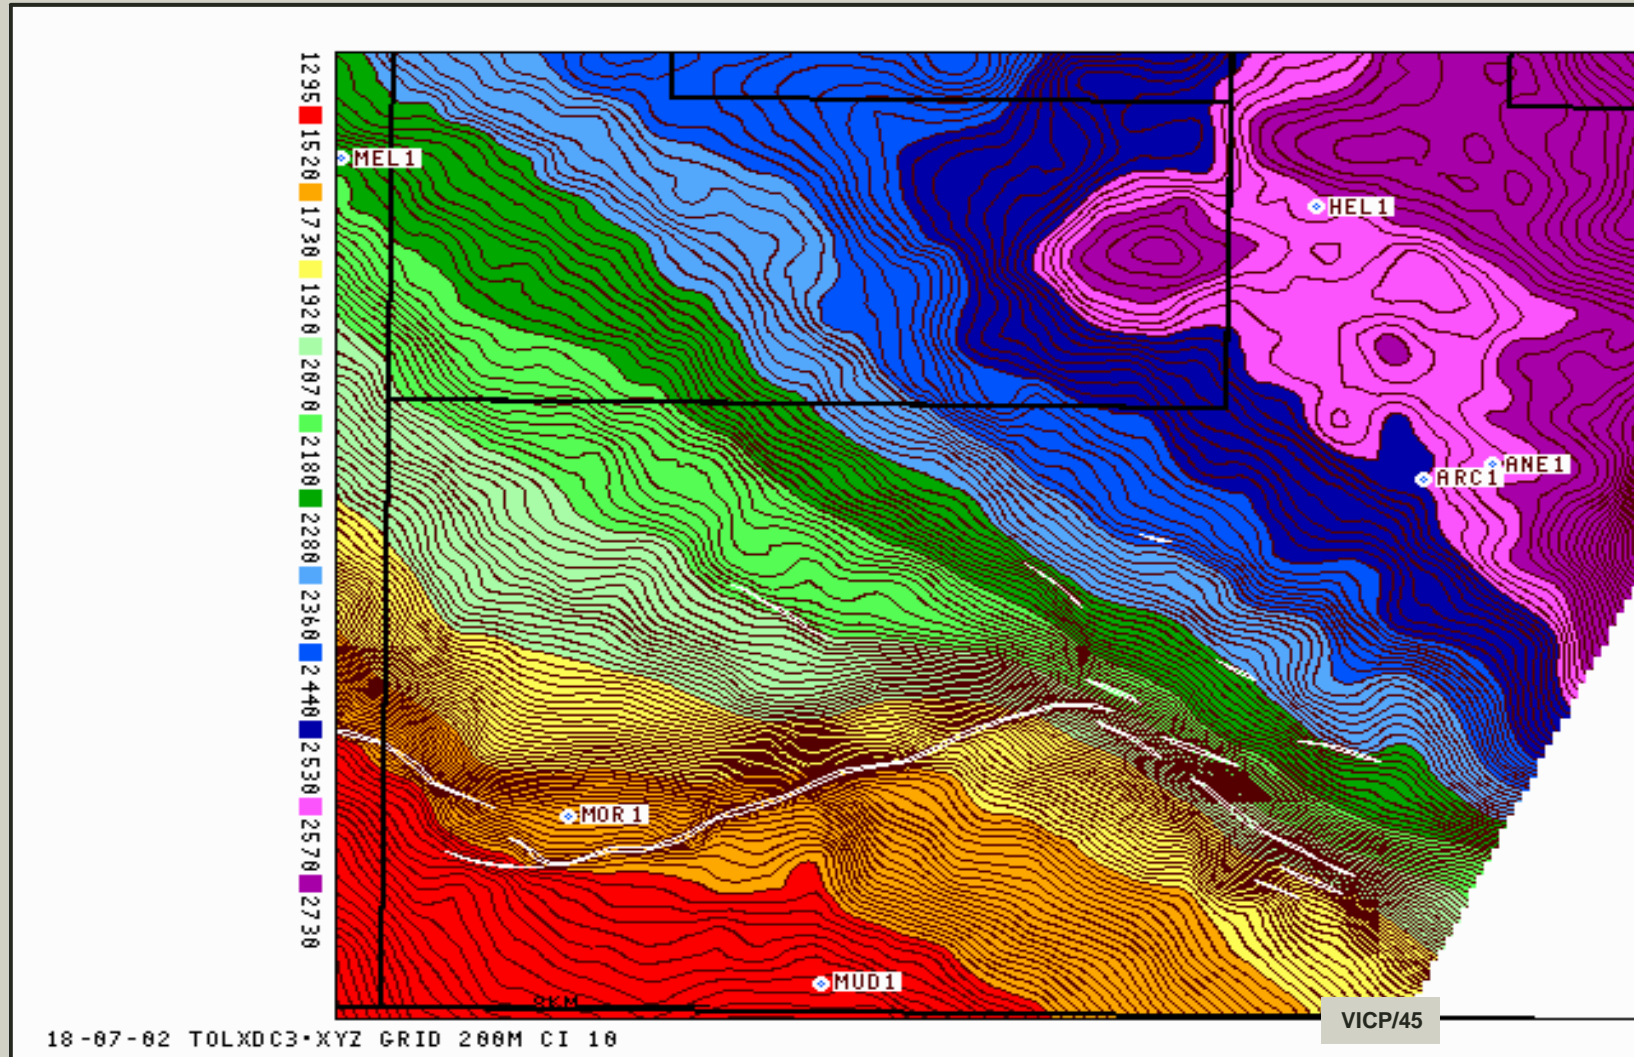 1295
1520
1730
1920
2070
2180
2280
2360
2440
2530
2570
2730
MEL1
HEL1
ANE1
ARC1
MOR1
MUD1
8KM
VICP/45
18-07-02 TOLXDC3·XYZ GRID 200M CI 10